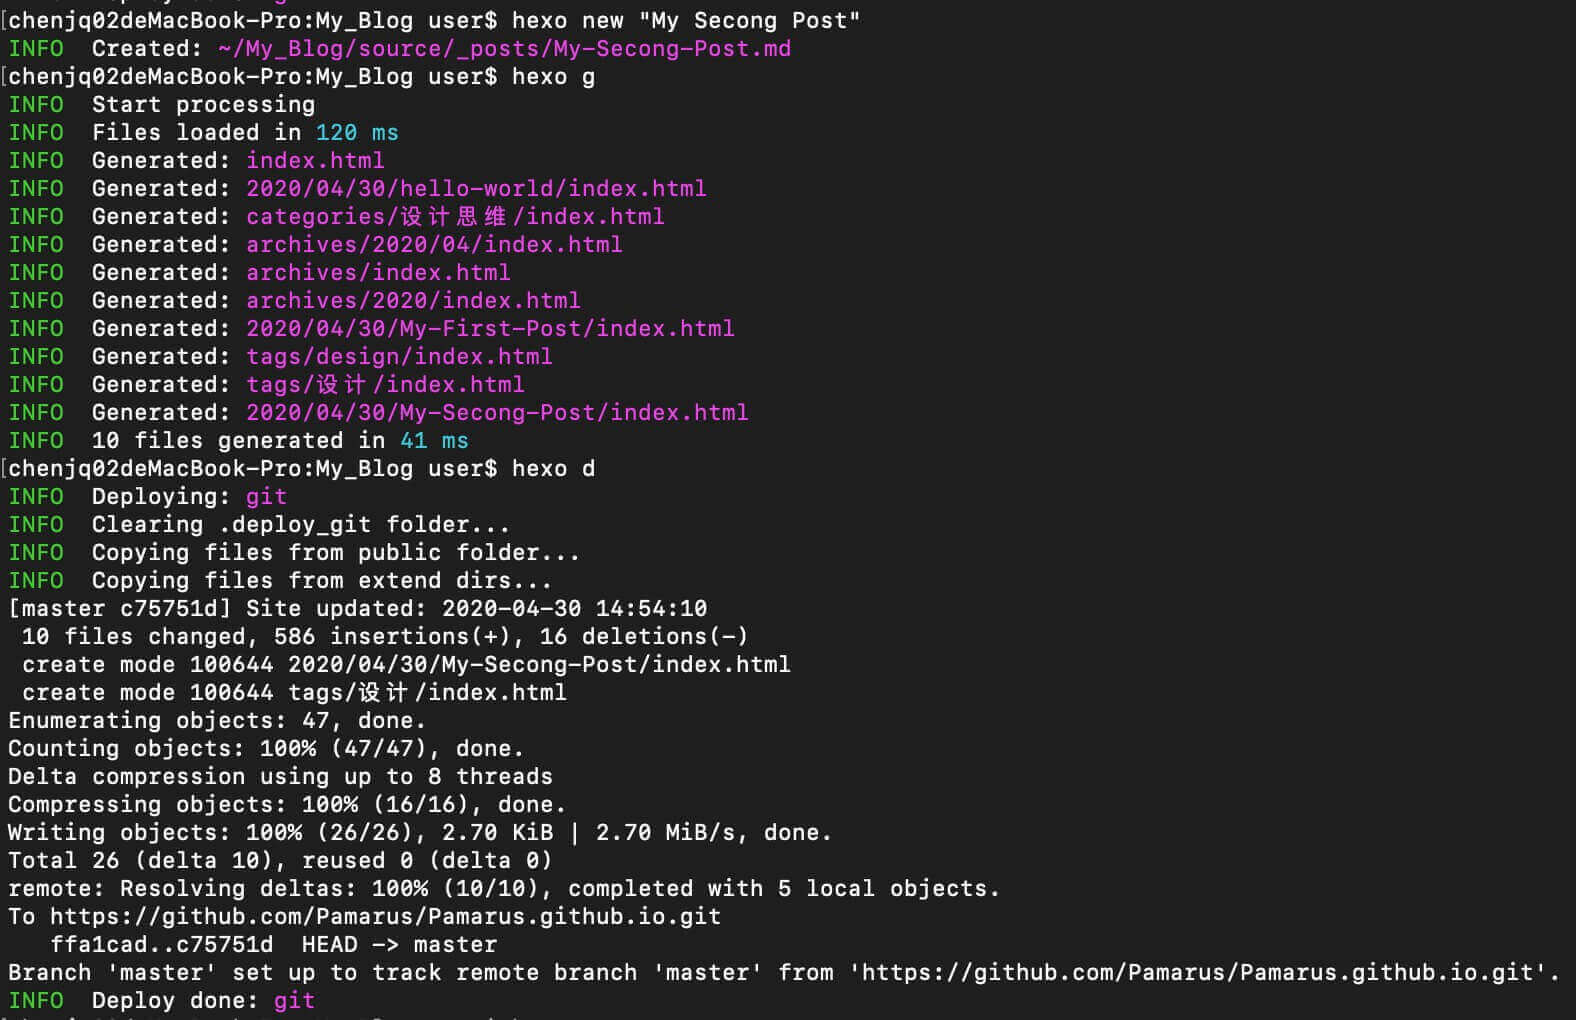 [chenjq02deMacBook-Pro:My_Blog user$ hexo new "My Secong Post"
INFO  Created: ~/My_Blog/source/_posts/My-Secong-Post.md
[chenjq02deMacBook-Pro:My_Blog user$ hexo g
INFO  Start processing
INFO  Files loaded in 120 ms
INFO  Generated: index.html
INFO  Generated: 2020/04/30/hello-world/index.html
INFO  Generated: categories/设计思维/index.html
INFO  Generated: archives/2020/04/index.html
INFO  Generated: archives/index.html
INFO  Generated: archives/2020/index.html
INFO  Generated: 2020/04/30/My-First-Post/index.html
INFO  Generated: tags/design/index.html
INFO  Generated: tags/设计/index.html
INFO  Generated: 2020/04/30/My-Secong-Post/index.html
INFO  10 files generated in 41 ms
[chenjq02deMacBook-Pro:My_Blog user$ hexo d
INFO  Deploying: git
INFO  Clearing .deploy_git folder...
INFO  Copying files from public folder...
INFO  Copying files from extend dirs...
[master c75751d] Site updated: 2020-04-30 14:54:10
 10 files changed, 586 insertions(+), 16 deletions(-)
 create mode 100644 2020/04/30/My-Secong-Post/index.html
 create mode 100644 tags/设计/index.html
Enumerating objects: 47, done.
Counting objects: 100% (47/47), done.
Delta compression using up to 8 threads
Compressing objects: 100% (16/16), done.
Writing objects: 100% (26/26), 2.70 KiB | 2.70 MiB/s, done.
Total 26 (delta 10), reused 0 (delta 0)
remote: Resolving deltas: 100% (10/10), completed with 5 local objects.
To https://github.com/Pamarus/Pamarus.github.io.git
   ffa1cad..c75751d  HEAD -> master
Branch 'master' set up to track remote branch 'master' from 'https://github.com/Pamarus/Pamarus.github.io.git'.
INFO  Deploy done: git